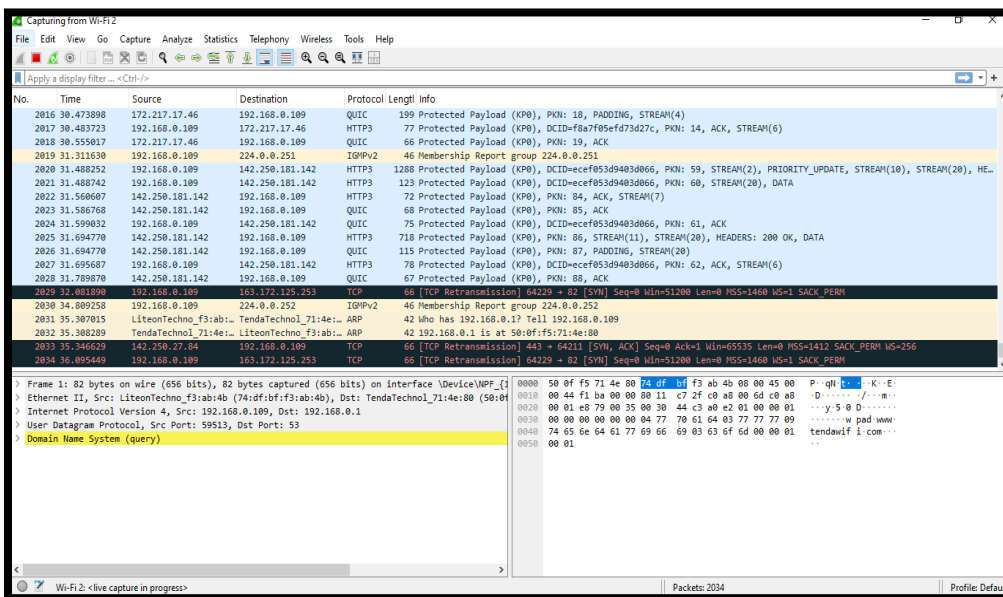 Capturing from Wi-Fi 2
File Edit View Go Capture Analyze Statistics Telephony Wireless Tools Help
Apply a display filter ... <Ctrl-/>
No. Time Source Destination Protocol Lengtl Info
2016 30.473898 172.217.17.46 192.168.0.109 QUIC 199 Protected Payload (KP0), PKN: 18, PADDING, STREAM(4)
2017 30.483723 192.168.0.109 172.217.17.46 HTTP3 77 Protected Payload (KP0), DCID=f8a7f05efd73d27c, PKN: 14, ACK, STREAM(6)
2018 30.555017 172.217.17.46 192.168.0.109 QUIC 66 Protected Payload (KP0), PKN: 19, ACK
2019 31.311630 192.168.0.109 224.0.0.251 IGMPv2 46 Membership Report group 224.0.0.251
2020 31.488252 192.168.0.109 142.250.181.142 HTTP3 1288 Protected Payload (KP0), DCID=ecef053d9403d066, PKN: 59, STREAM(2), PRIORITY_UPDATE, STREAM(10), STREAM(20), HE…
2021 31.488742 192.168.0.109 142.250.181.142 HTTP3 123 Protected Payload (KP0), DCID=ecef053d9403d066, PKN: 60, STREAM(20), DATA
2022 31.560607 142.250.181.142 192.168.0.109 HTTP3 72 Protected Payload (KP0), PKN: 84, ACK, STREAM(7)
2023 31.586768 142.250.181.142 192.168.0.109 QUIC 68 Protected Payload (KP0), PKN: 85, ACK
2024 31.599032 192.168.0.109 142.250.181.142 QUIC 75 Protected Payload (KP0), DCID=ecef053d9403d066, PKN: 61, ACK
2025 31.694770 142.250.181.142 192.168.0.109 HTTP3 718 Protected Payload (KP0), PKN: 86, STREAM(11), STREAM(20), HEADERS: 200 OK, DATA
2026 31.694770 142.250.181.142 192.168.0.109 QUIC 115 Protected Payload (KP0), PKN: 87, PADDING, STREAM(20)
2027 31.695687 192.168.0.109 142.250.181.142 HTTP3 78 Protected Payload (KP0), DCID=ecef053d9403d066, PKN: 62, ACK, STREAM(6)
2028 31.789870 142.250.181.142 192.168.0.109 QUIC 67 Protected Payload (KP0), PKN: 88, ACK
2029 32.081890 192.168.0.109 163.172.125.253 TCP 66 [TCP Retransmission] 64229 → 82 [SYN] Seq=0 Win=51200 Len=0 MSS=1460 WS=1 SACK_PERM
2030 34.809258 192.168.0.109 224.0.0.252 IGMPv2 46 Membership Report group 224.0.0.252
2031 35.307015 LiteonTechno_f3:ab:… TendaTechnol_71:4e:… ARP 42 Who has 192.168.0.1? Tell 192.168.0.109
2032 35.308289 TendaTechnol_71:4e:… LiteonTechno_f3:ab:… ARP 42 192.168.0.1 is at 50:0f:f5:71:4e:80
2033 35.346629 142.250.27.84 192.168.0.109 TCP 66 [TCP Retransmission] 443 → 64211 [SYN, ACK] Seq=0 Ack=1 Win=65535 Len=0 MSS=1412 SACK_PERM WS=256
2034 36.095449 192.168.0.109 163.172.125.253 TCP 66 [TCP Retransmission] 64229 → 82 [SYN] Seq=0 Win=51200 Len=0 MSS=1460 WS=1 SACK_PERM
> Frame 1: 82 bytes on wire (656 bits), 82 bytes captured (656 bits) on interface \Device\NPF_{1
> Ethernet II, Src: LiteonTechno_f3:ab:4b (74:df:bf:f3:ab:4b), Dst: TendaTechnol_71:4e:80 (50:0f
> Internet Protocol Version 4, Src: 192.168.0.109, Dst: 192.168.0.1
> User Datagram Protocol, Src Port: 59513, Dst Port: 53
> Domain Name System (query)
0000 50 0f f5 71 4e 80 74 df bf f3 ab 4b 08 00 45 00 P··qN·t· ···K··E·
0010 00 44 f1 ba 00 00 80 11 c7 2f c0 a8 00 6d c0 a8 ·D······ ·/···m··
0020 00 01 e8 79 00 35 00 30 44 c3 a0 e2 01 00 00 01 ···y·5·0 D·······
0030 00 00 00 00 00 00 04 77 70 61 64 03 77 77 77 09 ·······w pad·www·
0040 74 65 6e 64 61 77 69 66 69 03 63 6f 6d 00 00 01 tendawif i·com···
0050 00 01 ··
Wi-Fi 2: <live capture in progress>
Packets: 2034
Profile: Defau